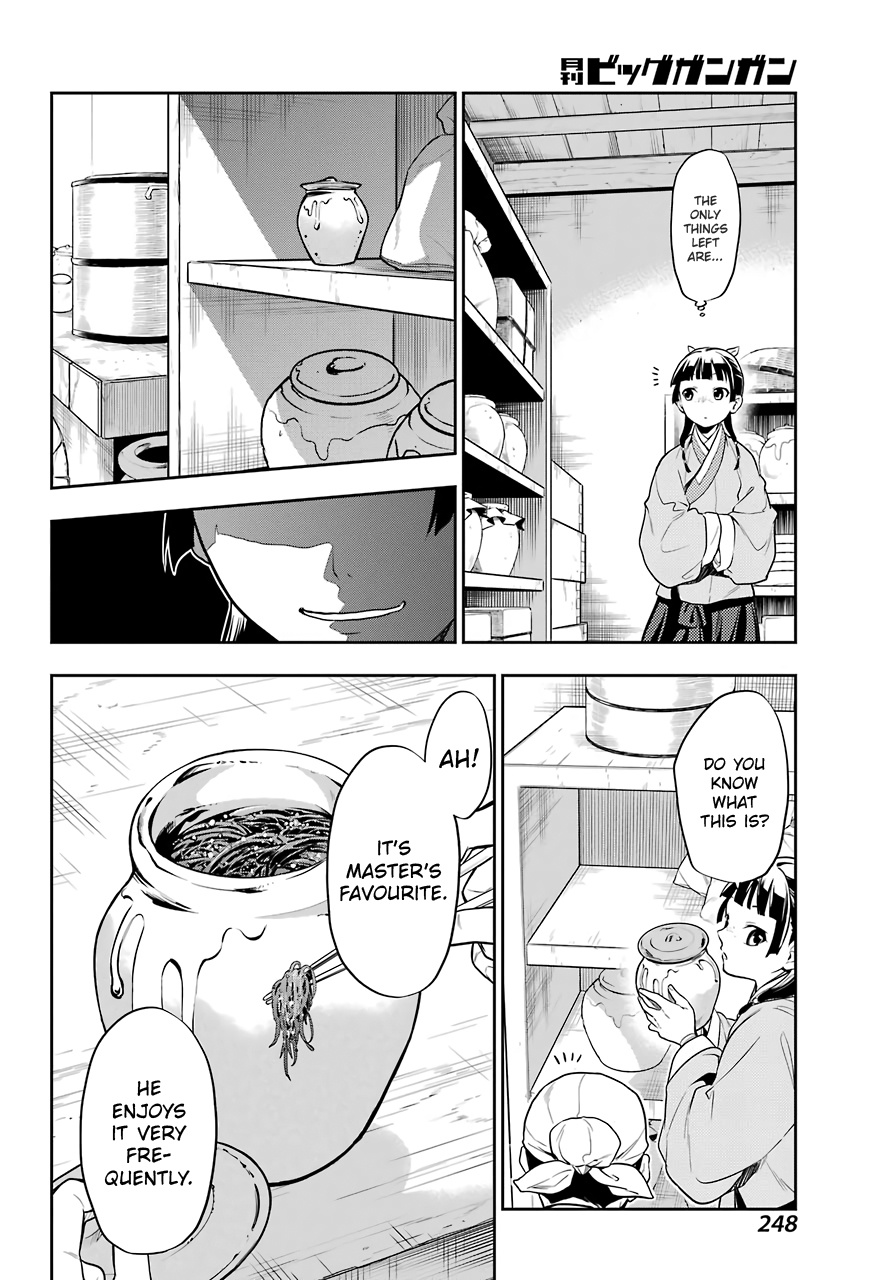 月刊ビッグガンガン
THE
ONLY
THINGS
LEFT
ARE...
DO YOU
KNOW
WHAT
THIS IS?
AH!
IT'S
MASTER'S
FAVOURITE.
HE
ENJOYS
IT VERY
FRE-
QUENTLY.
248